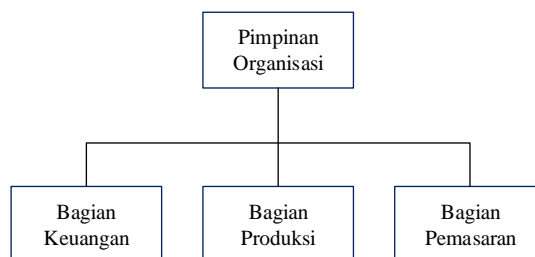 Pimpinan
Organisasi
Bagian
Keuangan
Bagian
Produksi
Bagian
Pemasaran